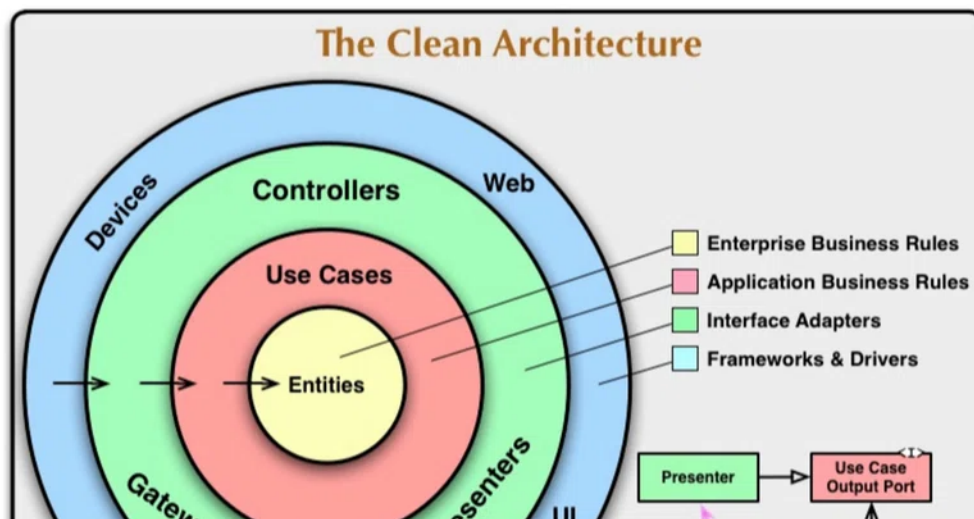 The Clean Architecture
Devices
Controllers
Web
Use Cases
Entities
Enterprise Business Rules
Application Business Rules
Interface Adapters
Frameworks & Drivers
Presenter
<I>
Use Case
Output Port
UI